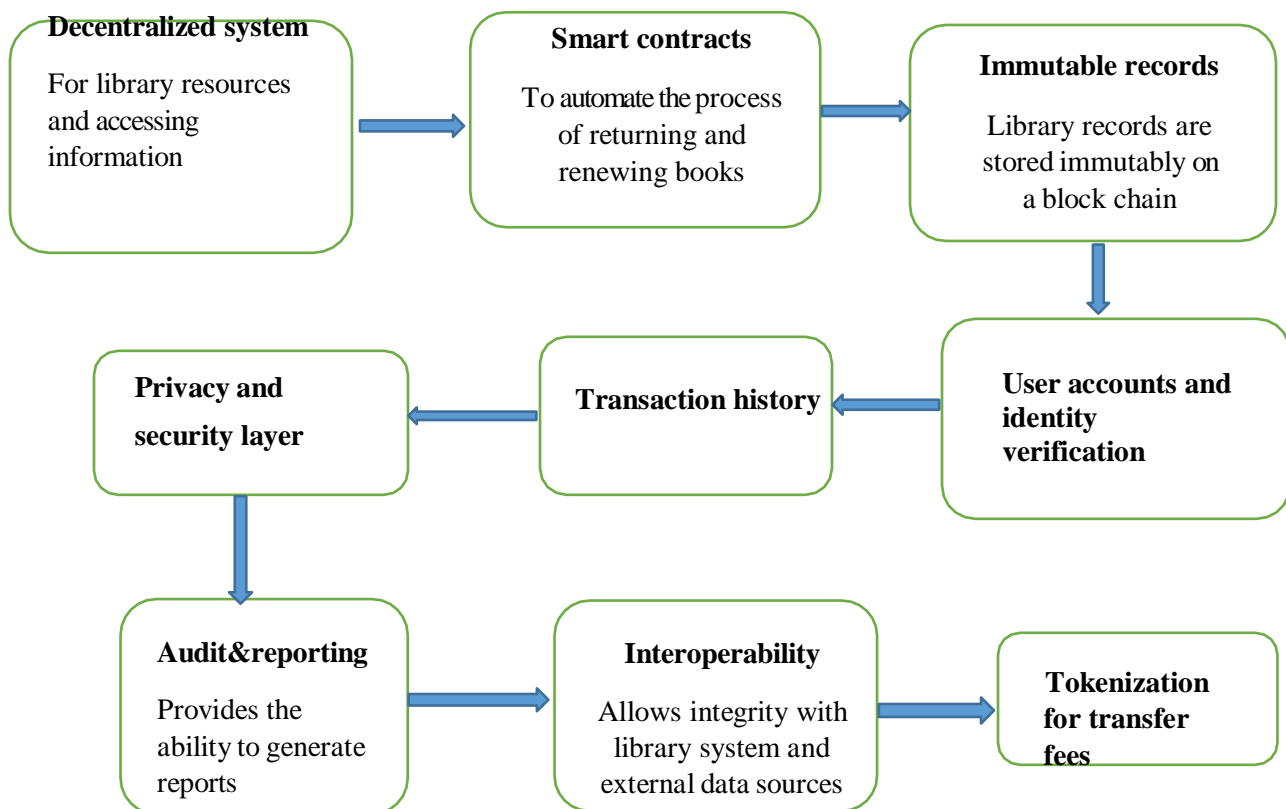 Decentralized system
For library resources
and accessing
information
Smart contracts
To automate the process
of returning and
renewing books
Immutable records
Library records are
stored immutably on
a block chain
User accounts and
identity
verification
Transaction history
Privacy and
security layer
Audit&reporting
Provides the
ability to generate
reports
Interoperability
Allows integrity with
library system and
external data sources
Tokenization
for transfer
fees